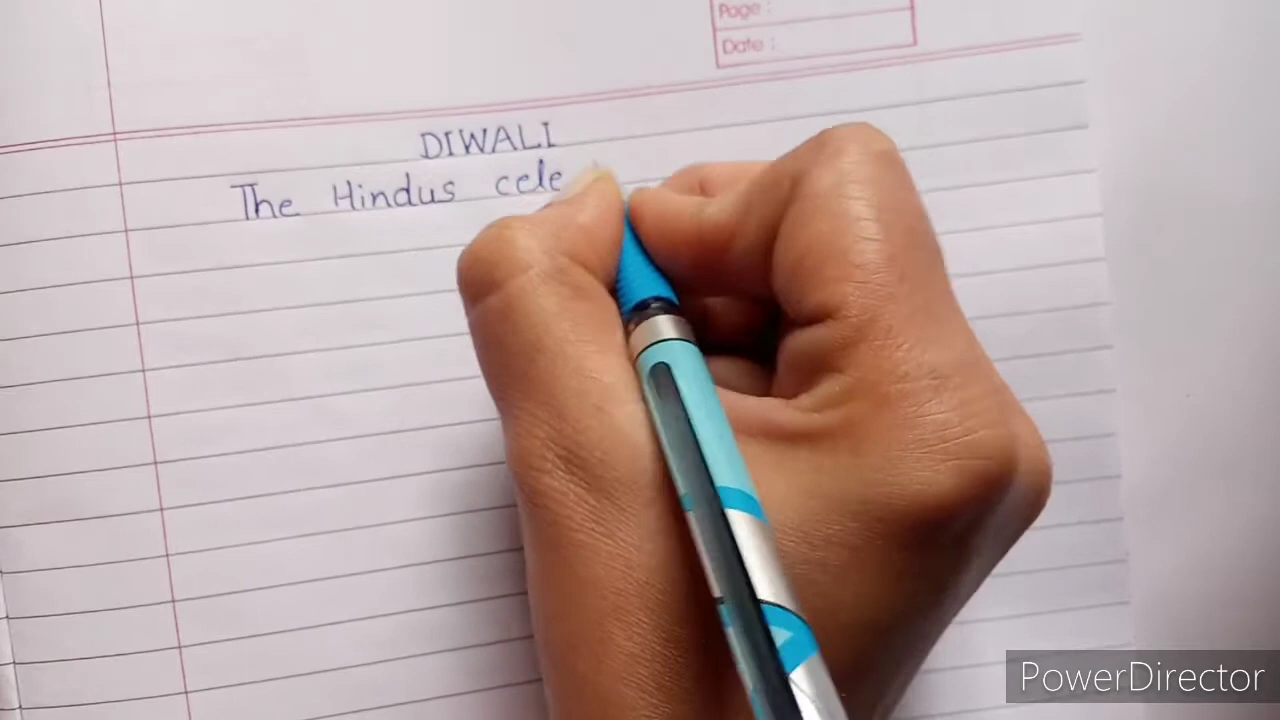 Page :
Date :
DIWALI
The Hindus cele
PowerDirector